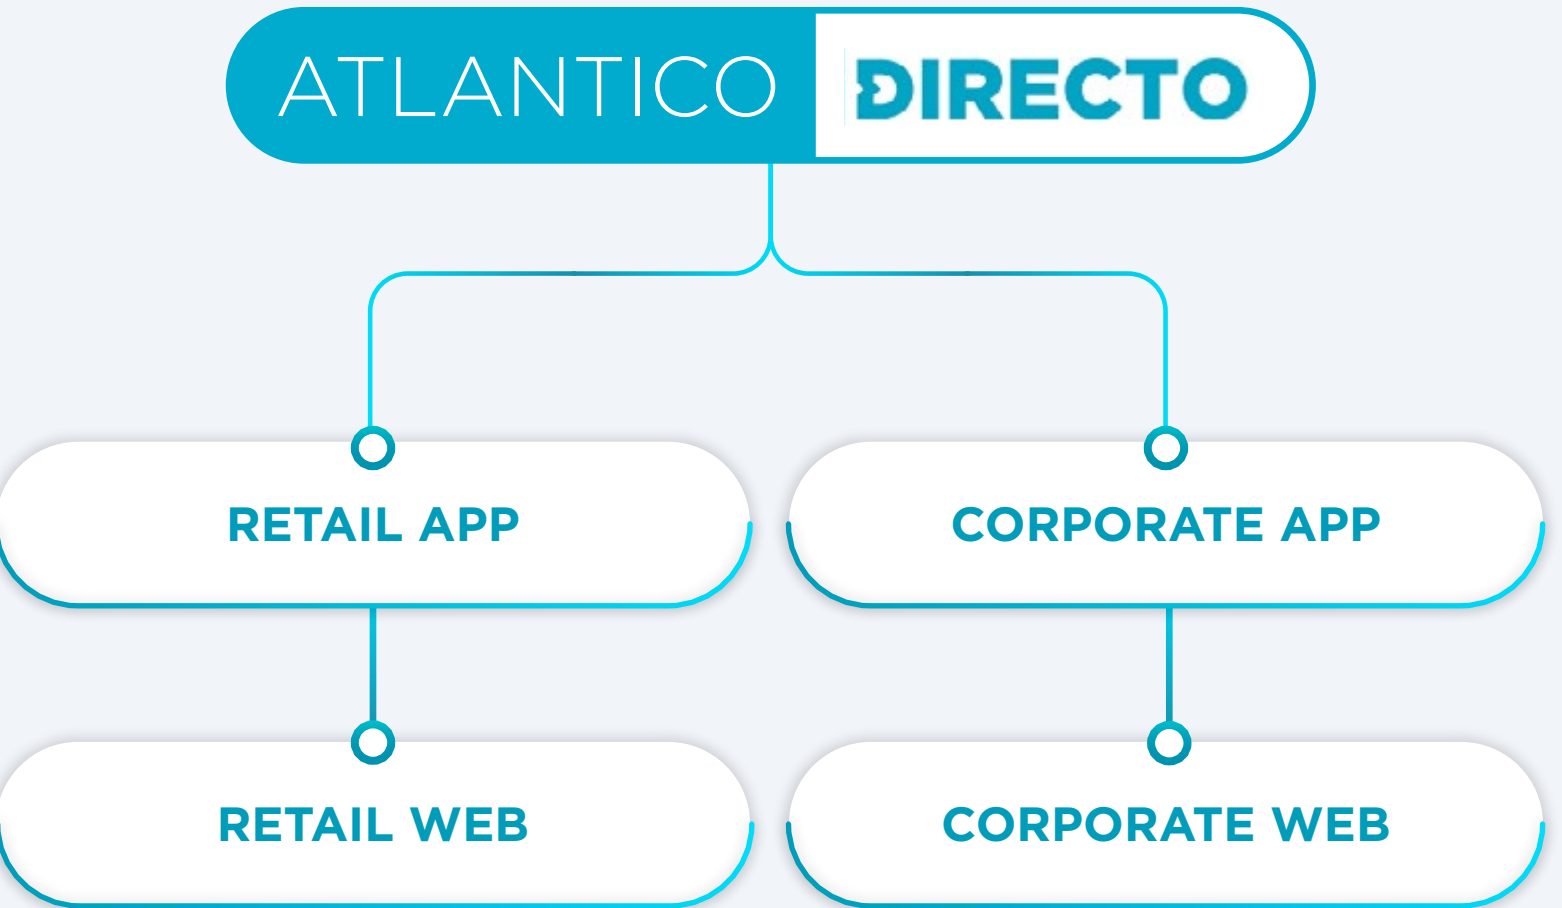 ATLANTICO DIRECTO
RETAIL APP
CORPORATE APP
RETAIL WEB
CORPORATE WEB